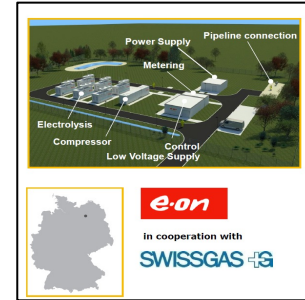 Power Supply
Pipeline connection
Metering
Electrolysis
Compressor
Control
Low Voltage Supply
e·on
in cooperation with
SWISSGAS